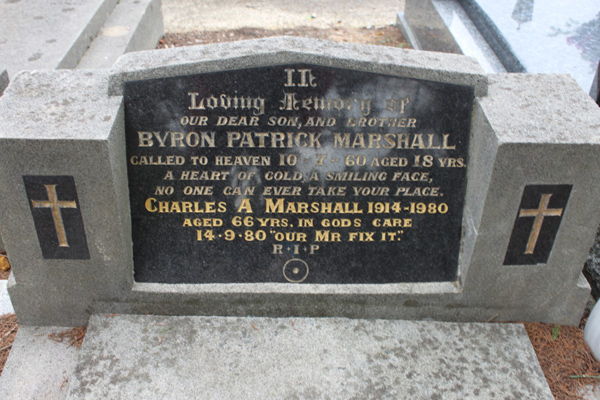 In
Loving Memory of
OUR DEAR SON, AND BROTHER
BYRON PATRICK MARSHALL
CALLED TO HEAVEN 10 · 4 · 60 AGED 18 YRS.
A HEART OF GOLD, A SMILING FACE,
NO ONE CAN EVER TAKE YOUR PLACE.
CHARLES A MARSHALL 1914-1980
AGED 66 YRS. IN GODS CARE
14·9·80 "OUR MR FIX IT."
R·I·P